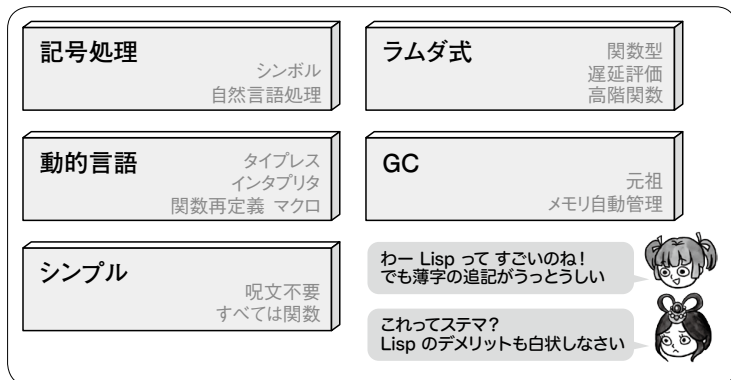 記号処理
シンボル
自然言語処理
ラムダ式
関数型
遅延評価
高階関数
動的言語
タイプレス
インタプリタ
関数再定義 マクロ
GC
元祖
メモリ自動管理
シンプル
呪文不要
すべては関数
わー Lisp って すごいのね!
でも薄字の追記がうっとうしい
これってステマ?
Lisp のデメリットも白状しなさい